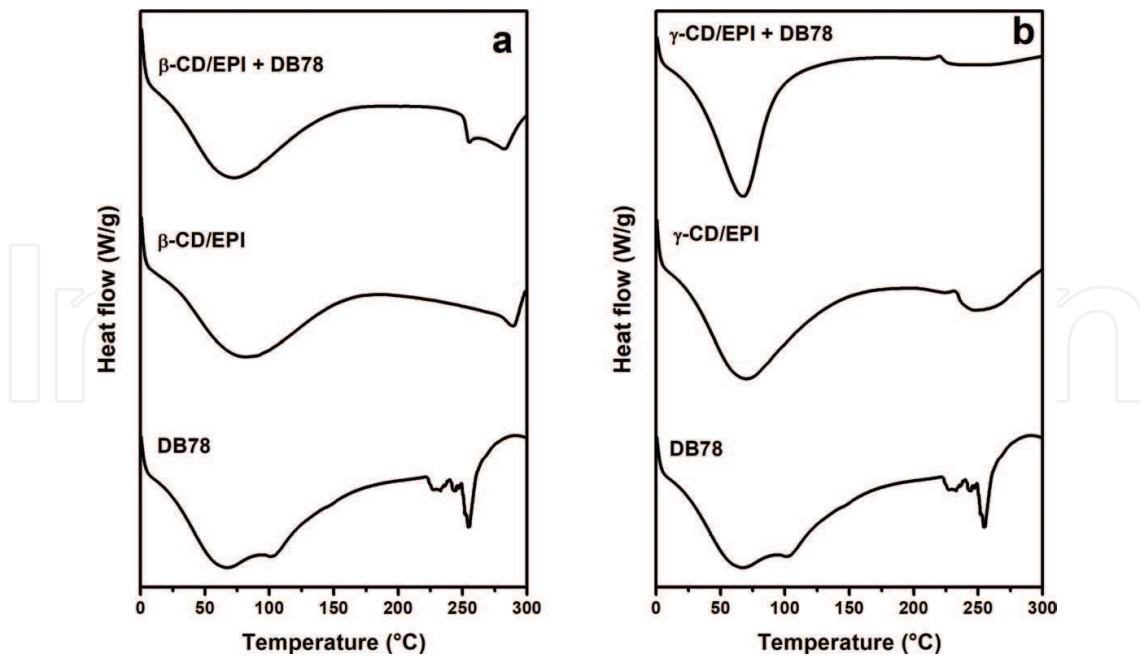 a
β-CD/EPI + DB78
β-CD/EPI
DB78
Heat flow (W/g)
0 50 100 150 200 250 300
Temperature (°C)
b
γ-CD/EPI + DB78
γ-CD/EPI
DB78
Heat flow (W/g)
0 50 100 150 200 250 300
Temperature (°C)